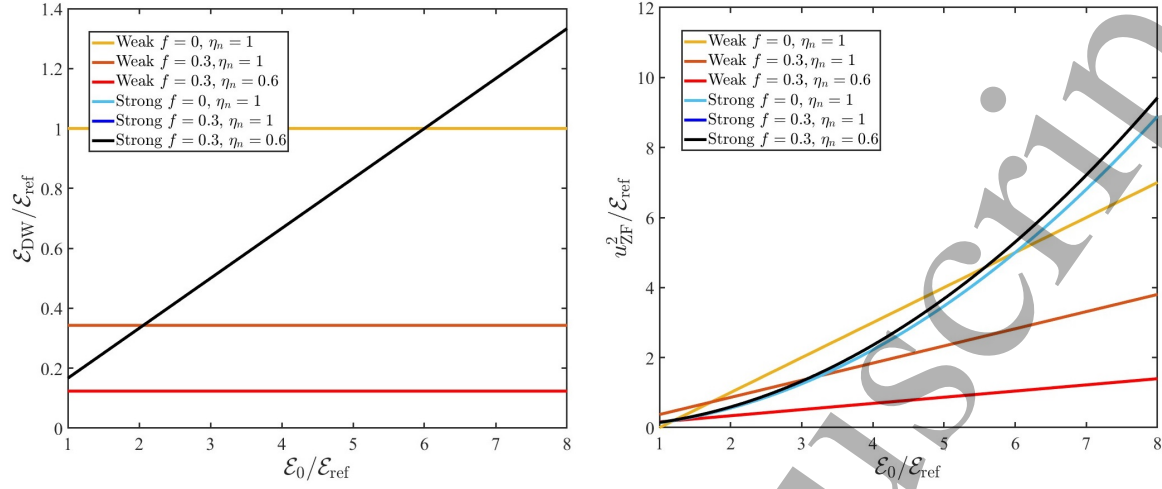 1.4
1.2
1
0.8
0.6
0.4
0.2
0
Weak f = 0, η_n = 1
Weak f = 0.3, η_n = 1
Weak f = 0.3, η_n = 0.6
Strong f = 0, η_n = 1
Strong f = 0.3, η_n = 1
Strong f = 0.3, η_n = 0.6
ℰ_DW/ℰ_ref
1 2 3 4 5 6 7 8
ℰ_0/ℰ_ref
12
10
8
6
4
2
0
Weak f = 0, η_n = 1
Weak f = 0.3, η_n = 1
Weak f = 0.3, η_n = 0.6
Strong f = 0, η_n = 1
Strong f = 0.3, η_n = 1
Strong f = 0.3, η_n = 0.6
u²_ZF/ℰ_ref
1 2 3 4 5 6 7 8
ℰ_0/ℰ_ref
uscrip